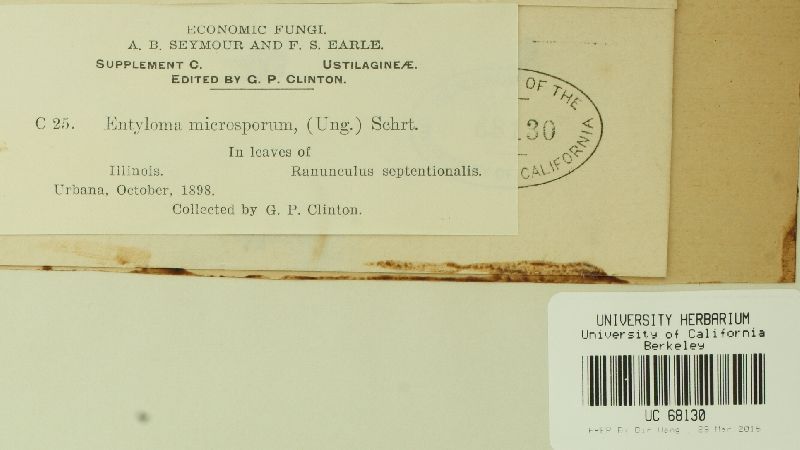 ECONOMIC FUNGI.
A. B. SEYMOUR AND F. S. EARLE.
SUPPLEMENT C. USTILAGINEÆ.
EDITED BY G. P. CLINTON.
C 25. Entyloma microsporum, (Ung.) Schrt.
In leaves of
Illinois. Ranunculus septentionalis.
Urbana, October, 1898.
Collected by G. P. Clinton.
OF THE
30
CALIFORNIA
UNIVERSITY HERBARIUM
University of California
Berkeley
UC 68130